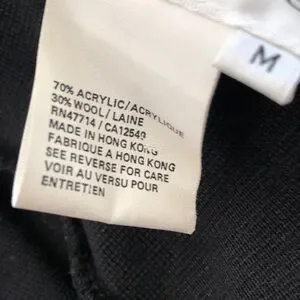 M
70% ACRYLIC/ACRYLIQUE
30% WOOL/LAINE
RN47714 / CA12549
MADE IN HONG KONG
FABRIQUE A HONG KONG
SEE REVERSE FOR CARE
VOIR AU VERSU POUR
ENTRETIEN